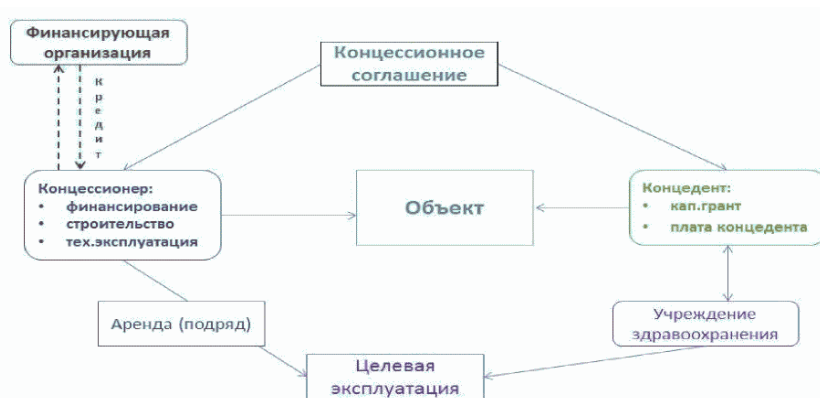 Финансирующая
организация
Концессионное
соглашение
Кредит
Концессионер:
• финансирование
• строительство
• тех.эксплуатация
Объект
Концедент:
• кап.грант
• плата концедента
Аренда (подряд)
Учреждение
здравоохранения
Целевая
эксплуатация